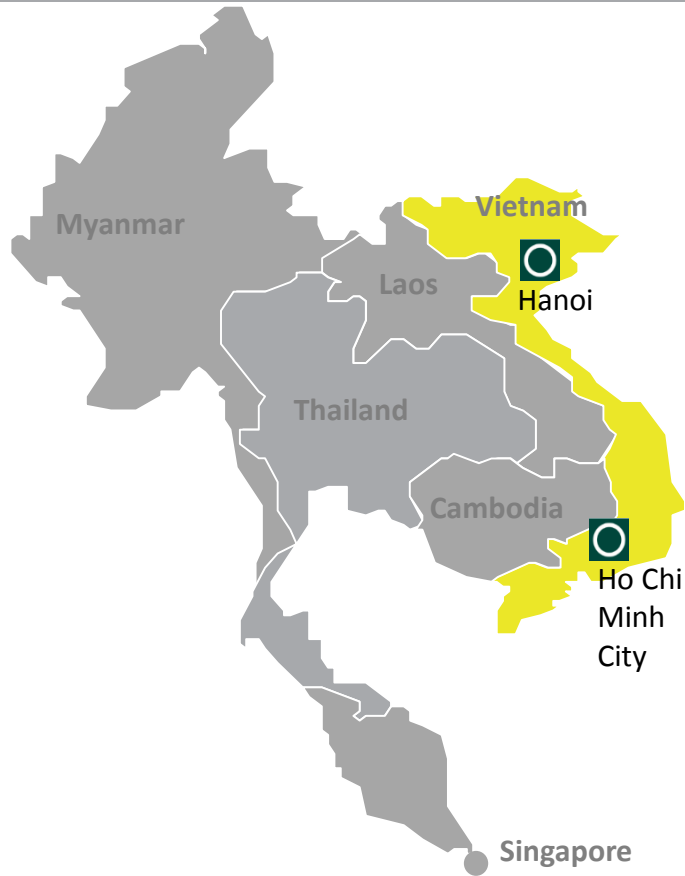 Vietnam
Myanmar
Laos
Hanoi
Thailand
Cambodia
Ho Chi
Minh
City
Singapore